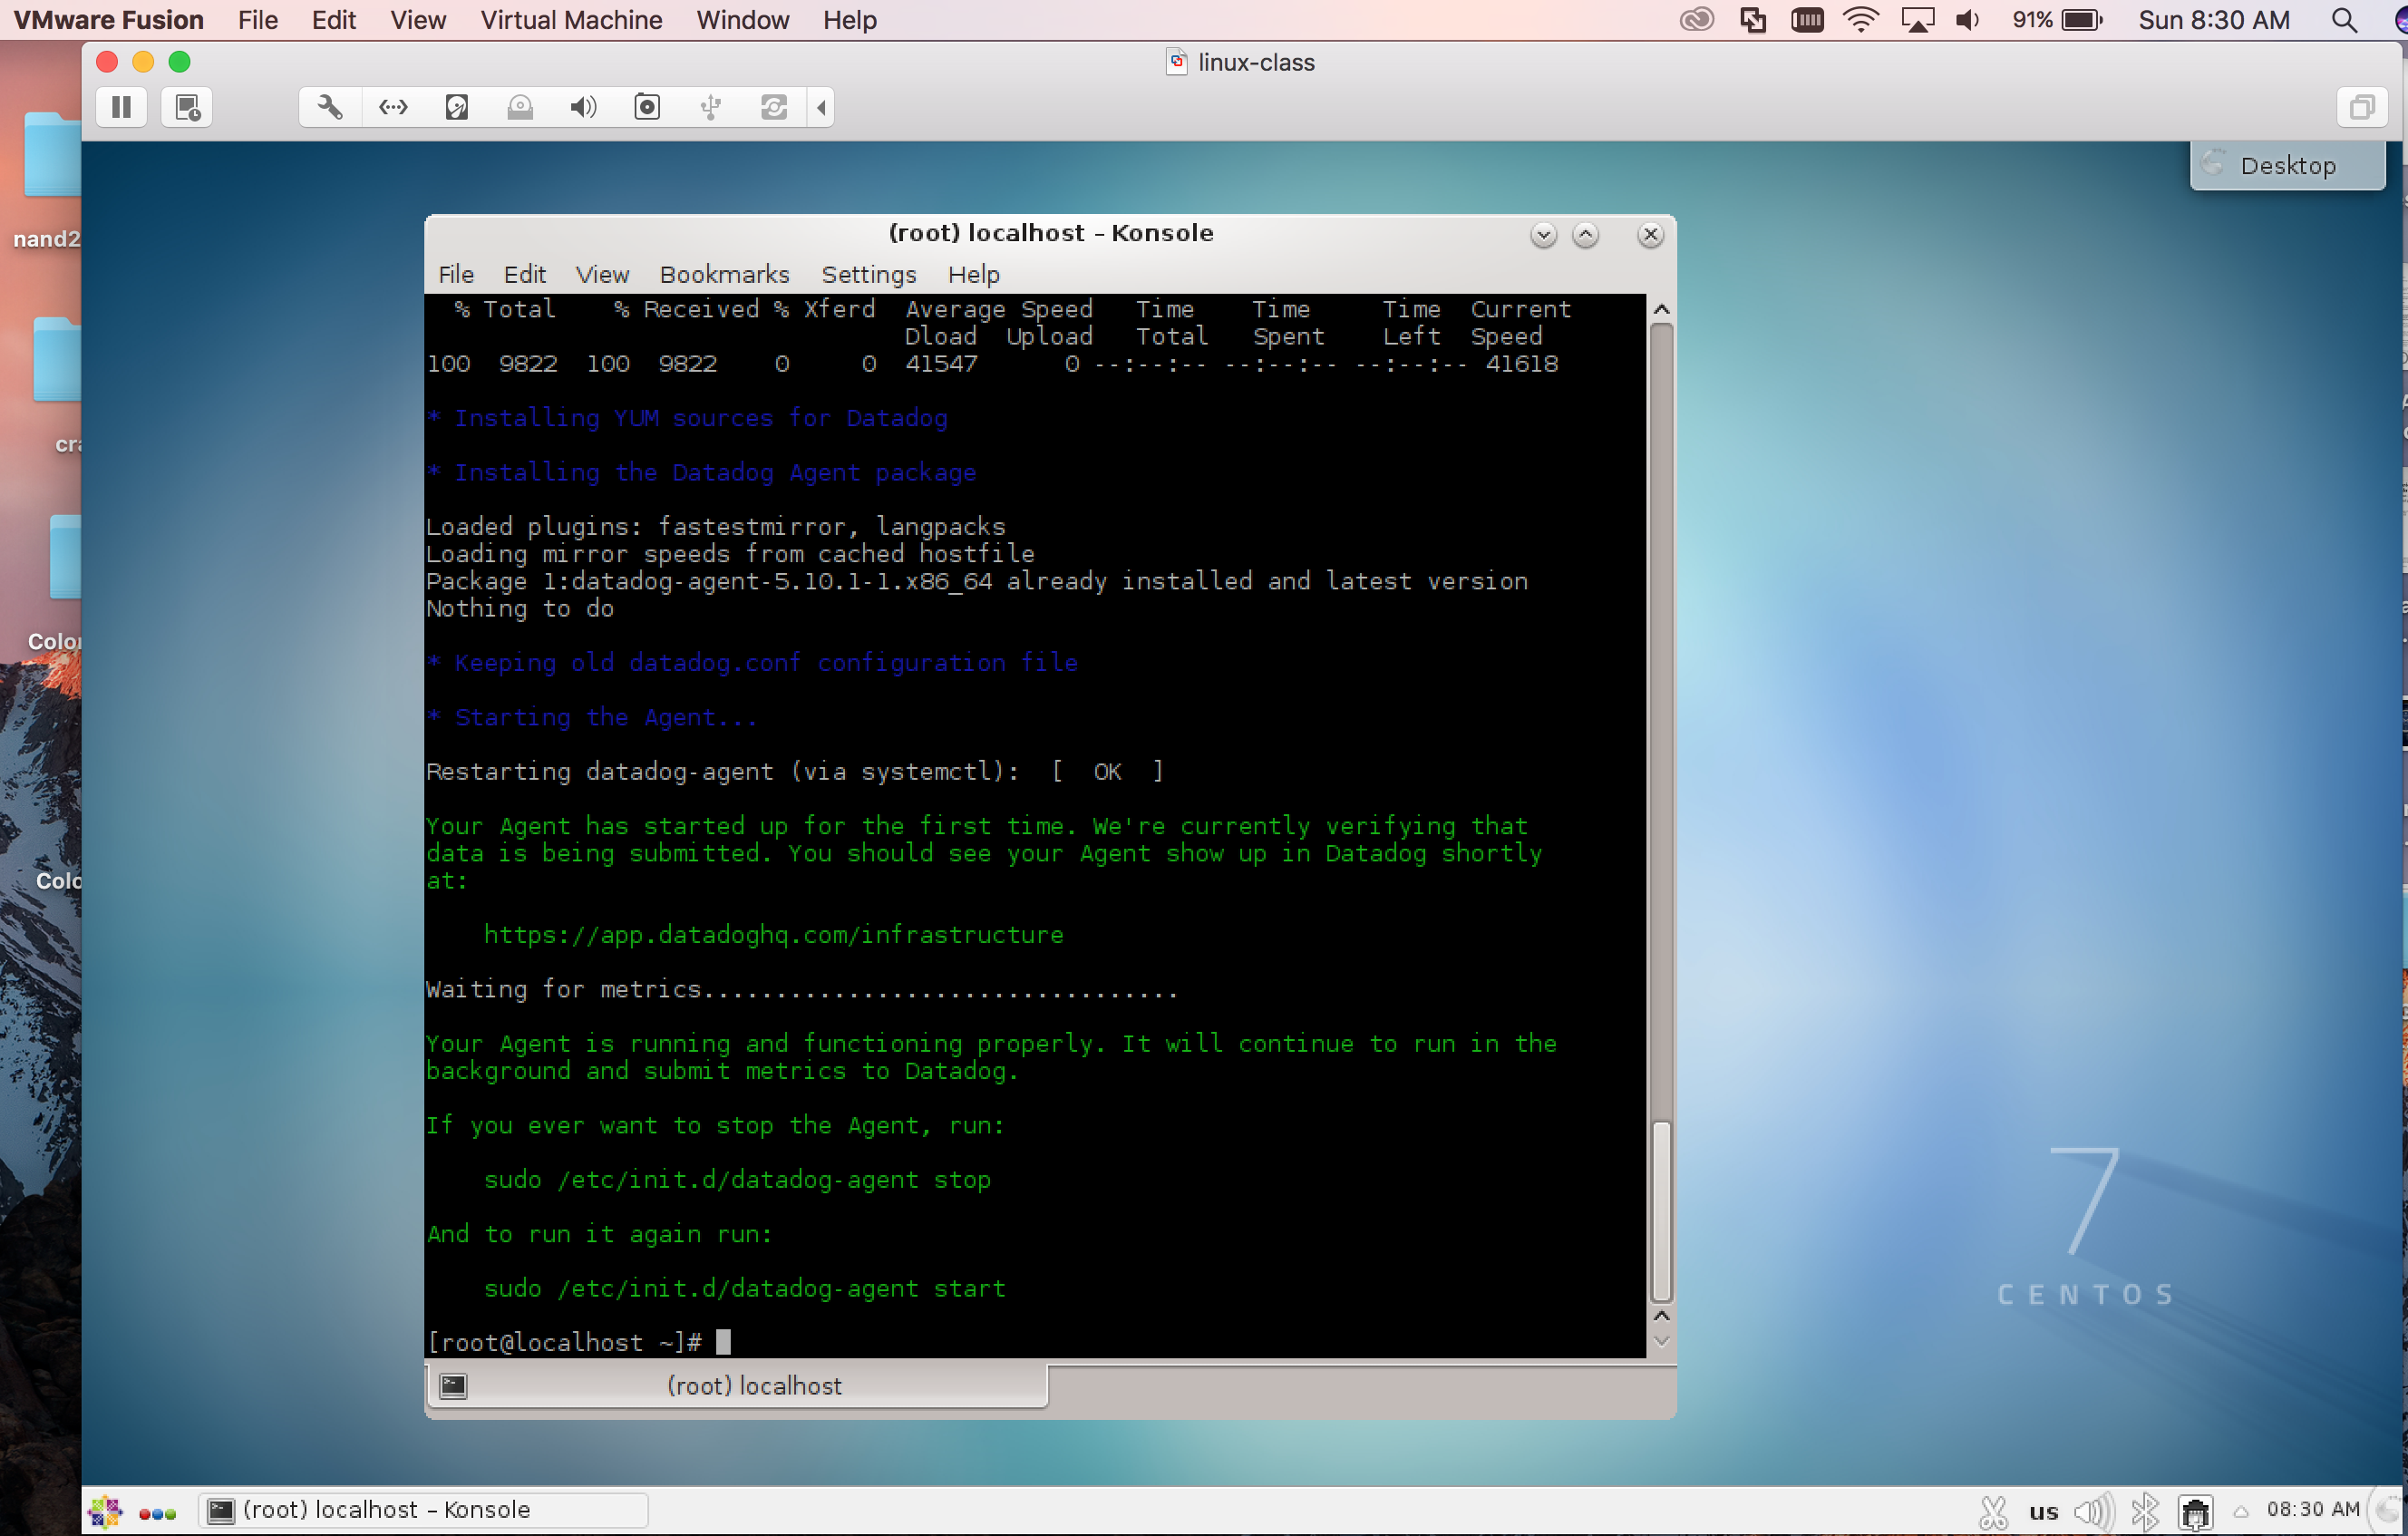 VMware Fusion File Edit View Virtual Machine Window Help 91% Sun 8:30 AM
linux-class
Desktop
(root) localhost – Konsole
File Edit View Bookmarks Settings Help
% Total % Received % Xferd Average Speed Time Time Time Current
Dload Upload Total Spent Left Speed
100 9822 100 9822 0 0 41547 0 --:--:-- --:--:-- --:--:-- 41618
* Installing YUM sources for Datadog
* Installing the Datadog Agent package
Loaded plugins: fastestmirror, langpacks
Loading mirror speeds from cached hostfile
Package 1:datadog-agent-5.10.1-1.x86_64 already installed and latest version
Nothing to do
* Keeping old datadog.conf configuration file
* Starting the Agent...
Restarting datadog-agent (via systemctl): [ OK ]
Your Agent has started up for the first time. We're currently verifying that
data is being submitted. You should see your Agent show up in Datadog shortly
at:
https://app.datadoghq.com/infrastructure
Waiting for metrics.................................
Your Agent is running and functioning properly. It will continue to run in the
background and submit metrics to Datadog.
If you ever want to stop the Agent, run:
sudo /etc/init.d/datadog-agent stop
And to run it again run:
sudo /etc/init.d/datadog-agent start
[root@localhost ~]#
(root) localhost
nand2
cra
Color
Colo
7
CENTOS
(root) localhost – Konsole us 08:30 AM